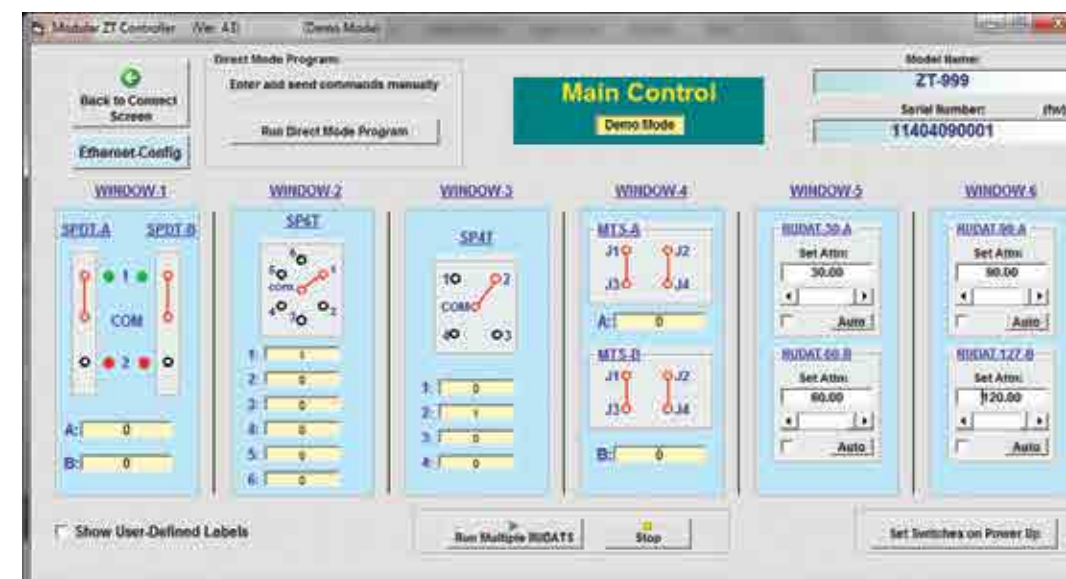 Modular ZT Controller (Ver. A3) (Demo Mode)
Back to Connect
Screen
Ethernet-Config
Direct Mode Program:
Enter and send commands manually
Run Direct Mode Program
Main Control
Demo Mode
Model Name:
ZT-999
Serial Number:
11404090001
WINDOW-1
SPDT-A SPDT-B
1
COM
2
A: 0
B: 0
WINDOW-2
SP6T
6
5 1
com
4 2
3
1: 1
2: 0
3: 0
4: 0
5: 0
6: 0
WINDOW-3
SP4T
1 2
COM
4 3
1: 0
2: 1
3: 0
4: 0
WINDOW-4
MTS-A
J1 J2
J3 J4
A: 0
MTS-B
J1 J2
J3 J4
B: 0
WINDOW-5
RUDAT-30-A
Set Attn:
30.00
Auto
RUDAT-60-B
Set Attn:
60.00
Auto
WINDOW-6
RUDAT-90-A
Set Attn:
90.00
Auto
RUDAT-127-B
Set Attn:
120.00
Auto
Show User-Defined Labels
Run Multiple RUDATS
Stop
Set Switches on Power Up